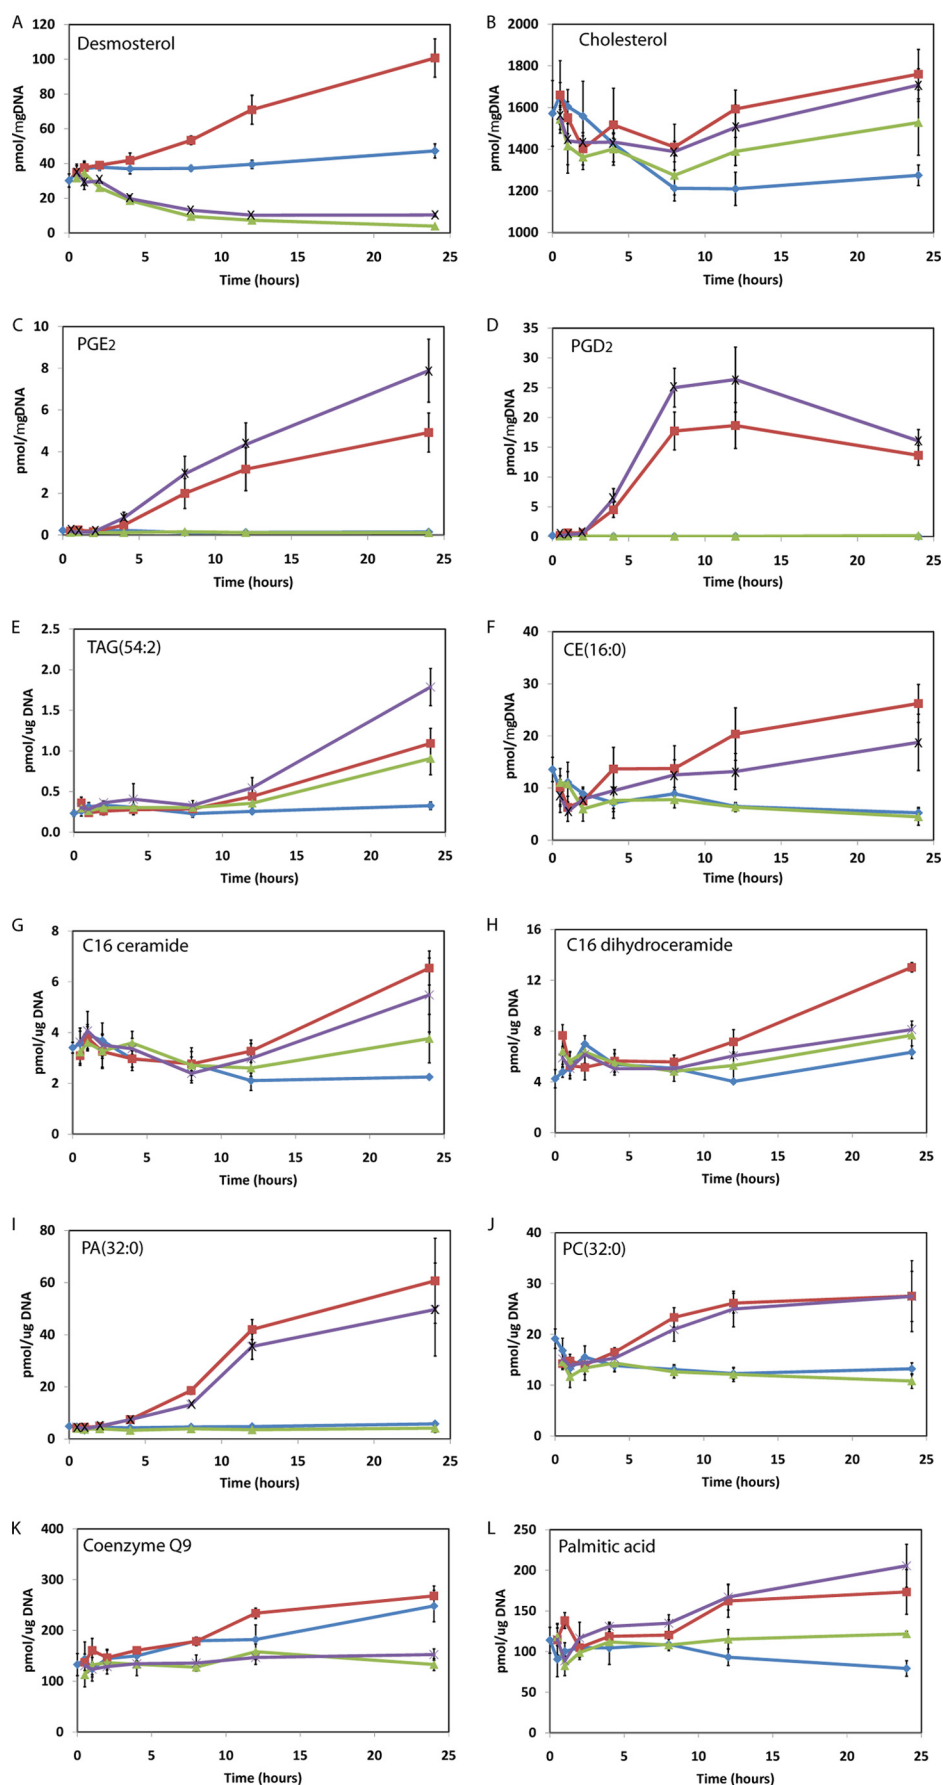 A
Desmosterol
pmol/mgDNA
120
100
80
60
40
20
0
0 5 10 15 20 25
Time (hours)
B
Cholesterol
pmol/mgDNA
2000
1800
1600
1400
1200
1000
0 5 10 15 20 25
Time (hours)
C
PGE2
pmol/mgDNA
10
8
6
4
2
0
0 5 10 15 20 25
Time (hours)
D
PGD2
pmol/mgDNA
35
30
25
20
15
10
5
0
0 5 10 15 20 25
Time (hours)
E
TAG(54:2)
pmol/ug DNA
2.5
2.0
1.5
1.0
0.5
0.0
0 5 10 15 20 25
Time (hours)
F
CE(16:0)
pmol/mgDNA
40
30
20
10
0
0 5 10 15 20 25
Time (hours)
G
C16 ceramide
pmol/ug DNA
8
6
4
2
0
0 5 10 15 20 25
Time (hours)
H
C16 dihydroceramide
pmol/ug DNA
16
12
8
4
0
0 5 10 15 20 25
Time (hours)
I
PA(32:0)
pmol/ug DNA
80
60
40
20
0
0 5 10 15 20 25
Time (hours)
J
PC(32:0)
pmol/ug DNA
40
30
20
10
0
0 5 10 15 20 25
Time (hours)
K
Coenzyme Q9
pmol/ug DNA
400
300
200
100
0
0 5 10 15 20 25
Time (hours)
L
Palmitic acid
pmol/ug DNA
250
200
150
100
50
0
0 5 10 15 20 25
Time (hours)